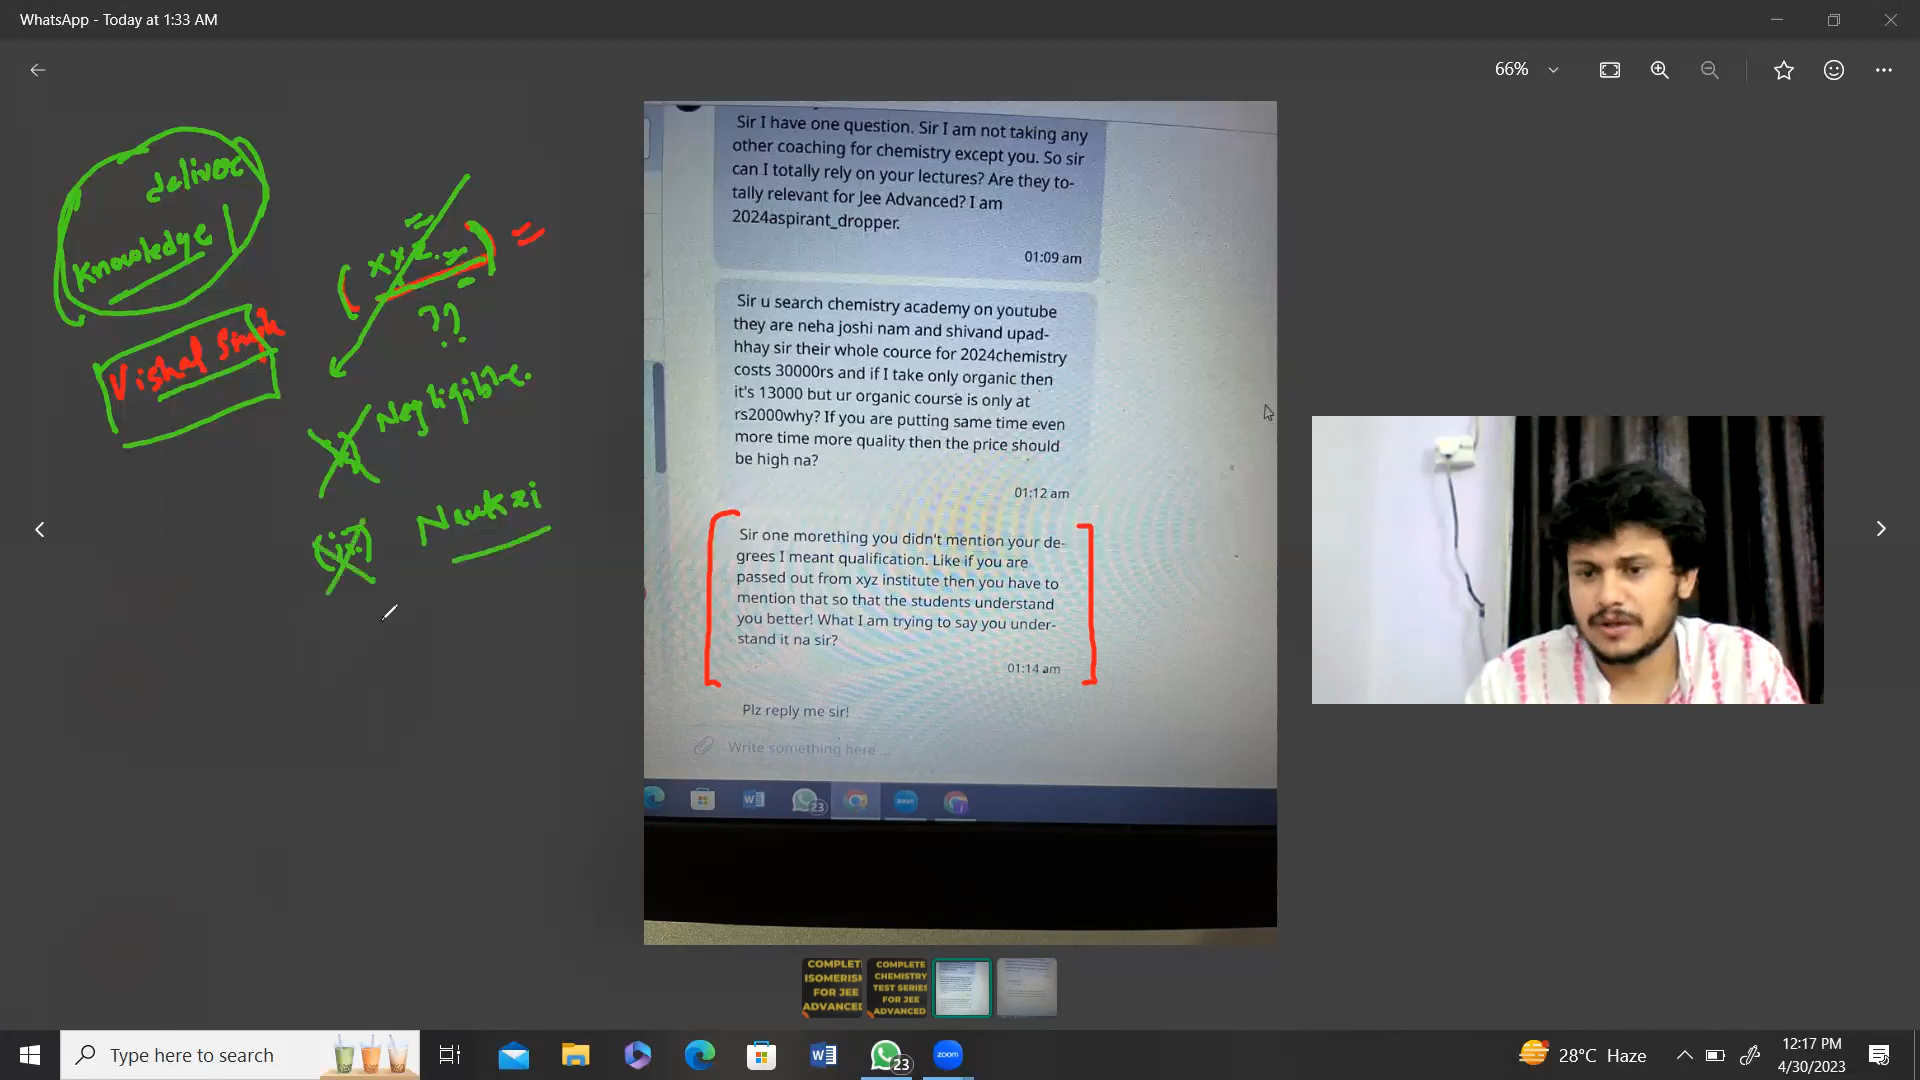 WhatsApp - Today at 1:33 AM
66%
deliver
Knowledge
Vishal Singh
xyz.
??
Negligible.
Naukri
Sir I have one question. Sir I am not taking any
other coaching for chemistry except you. So sir
can I totally rely on your lectures? Are they to-
tally relevant for Jee Advanced? I am
2024aspirant_dropper.
01:09 am
Sir u search chemistry academy on youtube
they are neha joshi nam and shivand upad-
hhay sir their whole cource for 2024chemistry
costs 30000rs and if I take only organic then
it's 13000 but ur organic course is only at
rs2000why? If you are putting same time even
more time more quality then the price should
be high na?
01:12 am
Sir one morething you didn't mention your de-
grees I meant qualification. Like if you are
passed out from xyz institute then you have to
mention that so that the students understand
you better! What I am trying to say you under-
stand it na sir?
01:14 am
Plz reply me sir!
Write something here ...
23
zoom
COMPLET
ISOMERISM
FOR JEE
ADVANCED
COMPLETE
CHEMISTRY
TEST SERIES
FOR JEE
ADVANCED
Type here to search
23
zoom
28°C Haze
12:17 PM
4/30/2023